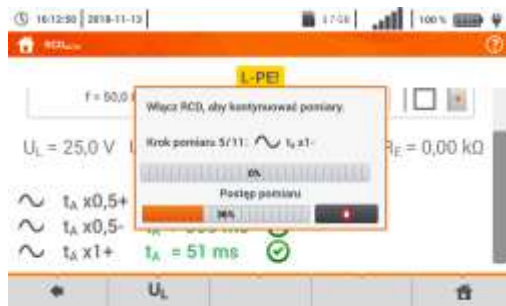 16:12:50 2018-11-13 100 %
L-PE!
f = 50,0
Włącz RCD, aby kontynuować pomiary.
Krok pomiaru 5/11: tA x1-
UL = 25,0 V RE = 0,00 kΩ
0%
Postęp pomiaru
36%
tA x0,5+
tA x0,5-
tA x1+ tA = 51 ms
UL